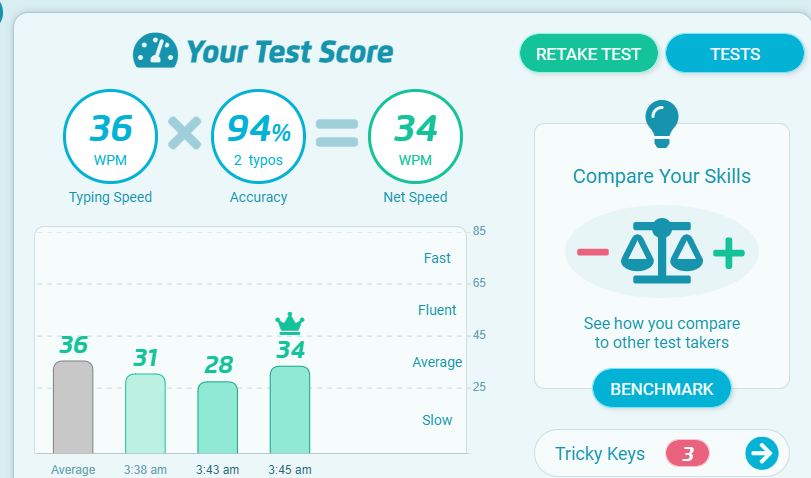 Your Test Score
RETAKE TEST
TESTS
36
WPM
Typing Speed
94%
2 typos
Accuracy
34
WPM
Net Speed
Compare Your Skills
See how you compare
to other test takers
BENCHMARK
Tricky Keys 3
85
Fast
65
Fluent
45
Average
25
Slow
36
31
28
34
Average
3:38 am
3:43 am
3:45 am